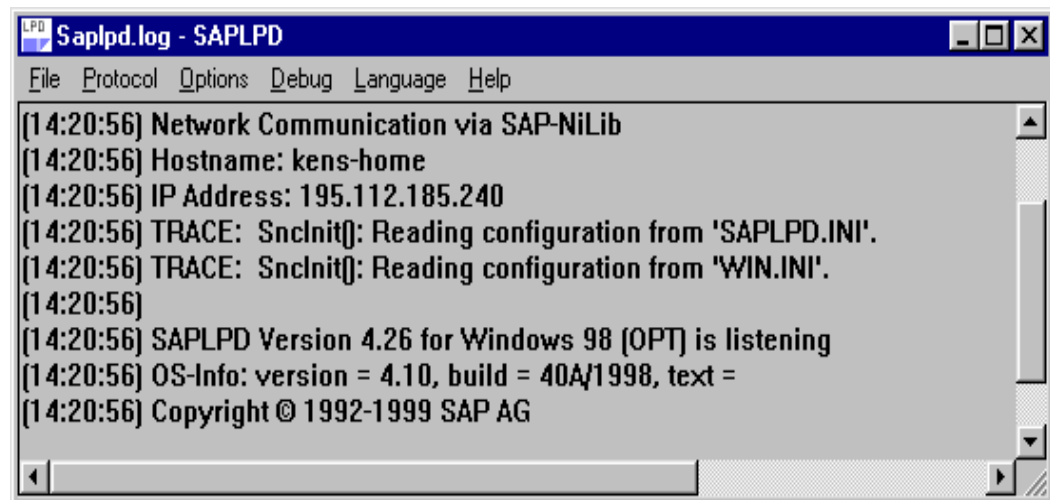 LPD Saplpd.log - SAPLPD
File Protocol Options Debug Language Help
(14:20:56) Network Communication via SAP-NiLib
(14:20:56) Hostname: kens-home
(14:20:56) IP Address: 195.112.185.240
(14:20:56) TRACE:  SncInit(): Reading configuration from 'SAPLPD.INI'.
(14:20:56) TRACE:  SncInit(): Reading configuration from 'WIN.INI'.
(14:20:56)
(14:20:56) SAPLPD Version 4.26 for Windows 98 (OPT) is listening
(14:20:56) OS-Info: version = 4.10, build = 40A/1998, text =
(14:20:56) Copyright © 1992-1999 SAP AG